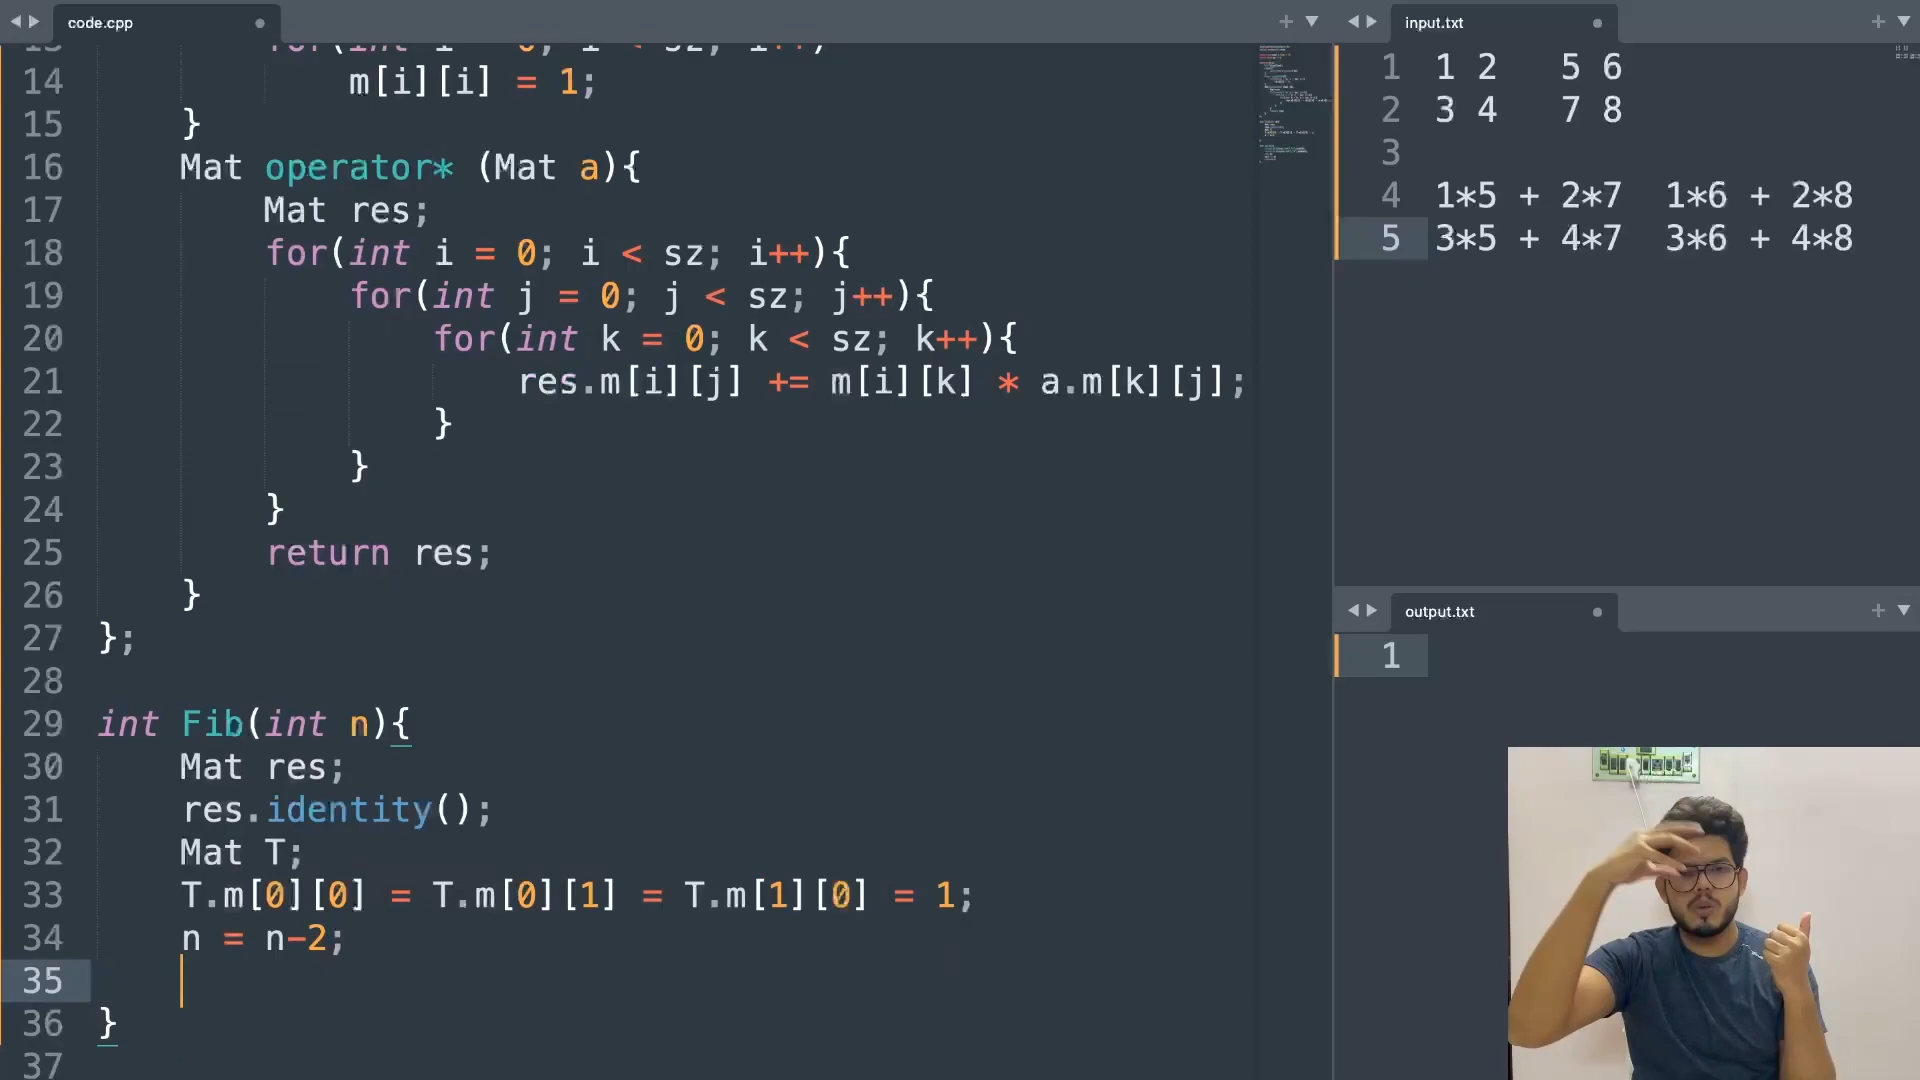 code.cpp
14 m[i][i] = 1;
15 }
16 Mat operator* (Mat a){
17 Mat res;
18 for(int i = 0; i < sz; i++){
19 for(int j = 0; j < sz; j++){
20 for(int k = 0; k < sz; k++){
21 res.m[i][j] += m[i][k] * a.m[k][j];
22 }
23 }
24 }
25 return res;
26 }
27 };
28
29 int Fib(int n){
30 Mat res;
31 res.identity();
32 Mat T;
33 T.m[0][0] = T.m[0][1] = T.m[1][0] = 1;
34 n = n-2;
35
36 }
37
input.txt
1 1 2 5 6
2 3 4 7 8
3
4 1*5 + 2*7 1*6 + 2*8
5 3*5 + 4*7 3*6 + 4*8
output.txt
1